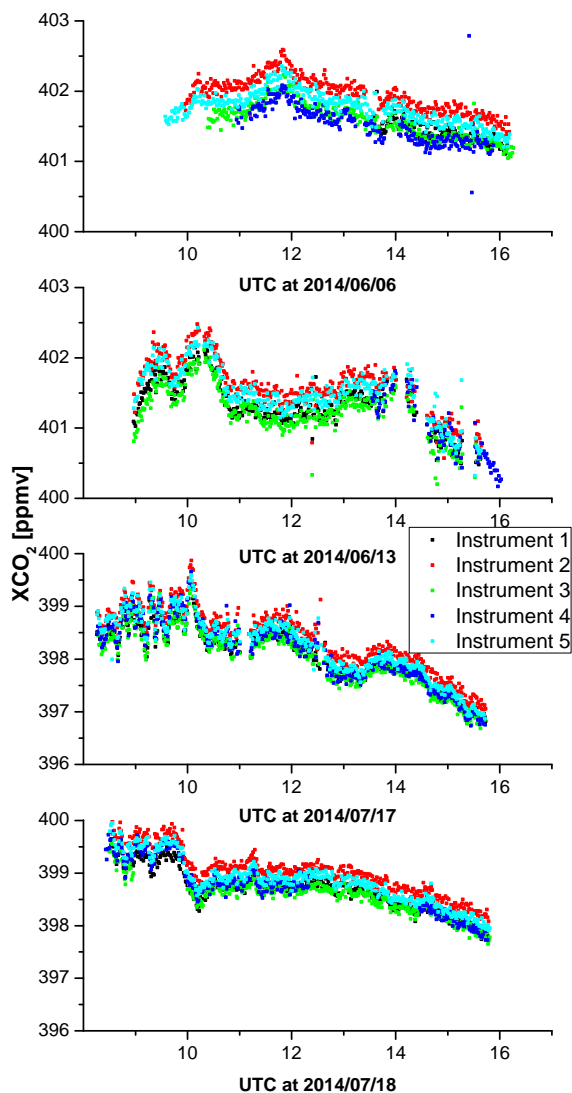 403
402
401
400
10 12 14 16
UTC at 2014/06/06
403
402
401
400
10 12 14 16
UTC at 2014/06/13
XCO2 [ppmv]
Instrument 1
Instrument 2
Instrument 3
Instrument 4
Instrument 5
400
399
398
397
396
10 12 14 16
UTC at 2014/07/17
400
399
398
397
396
10 12 14 16
UTC at 2014/07/18